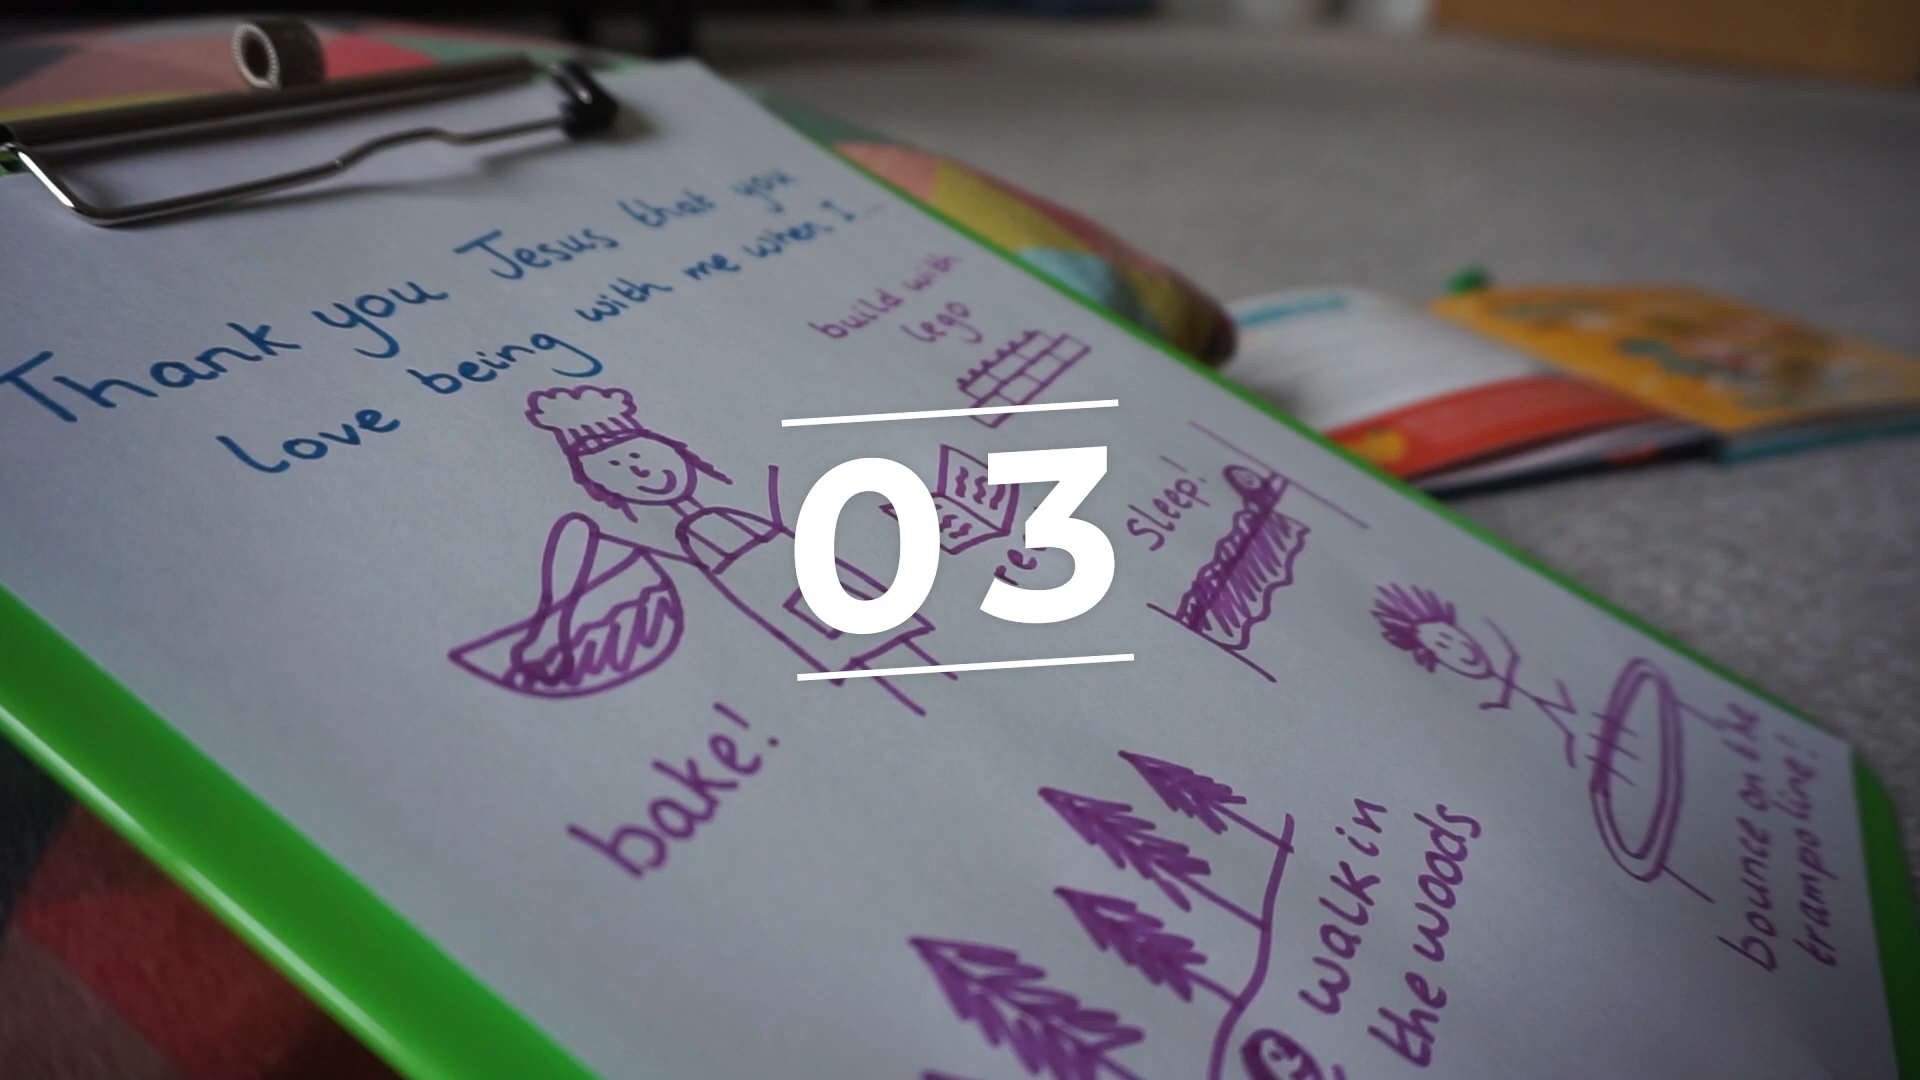 Thank you Jesus that you
love being with me when I...
build with
lego
03
Sleep!
bake!
walk in
the woods
bounce on the
trampoline!